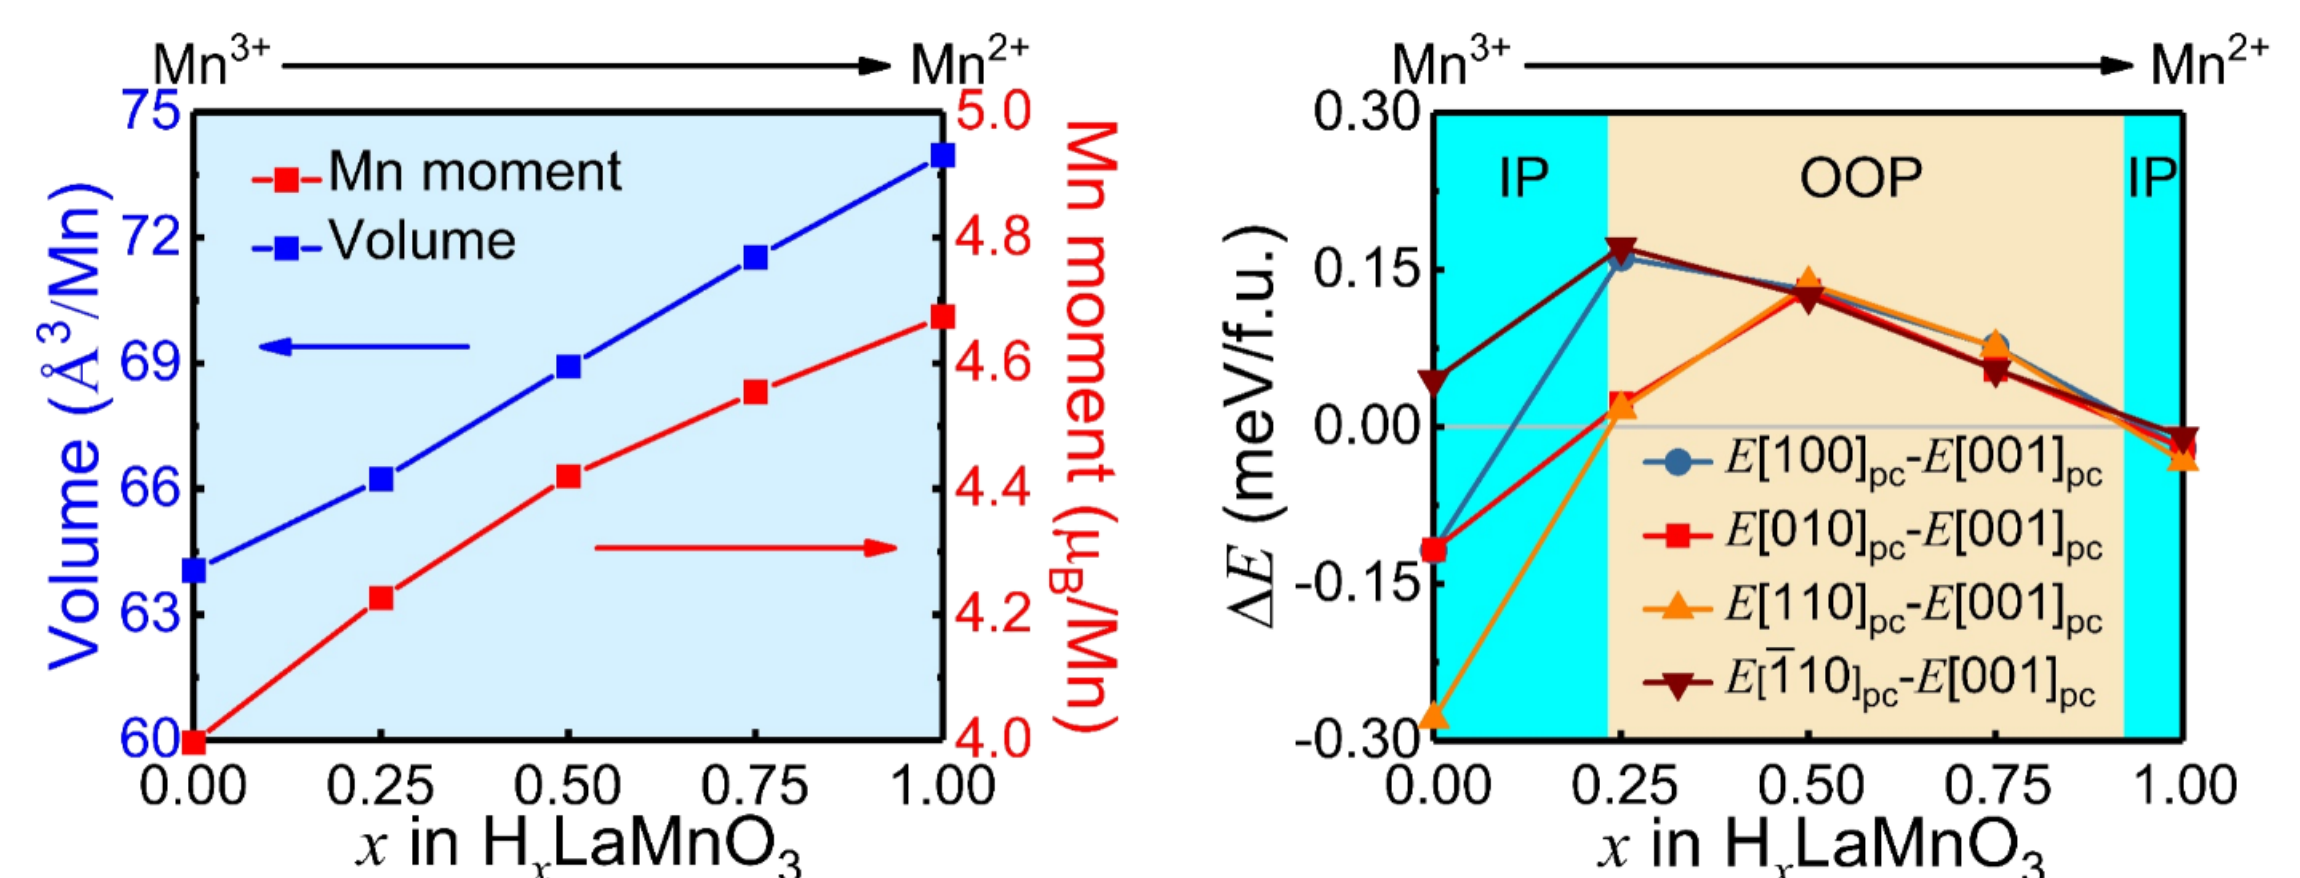 Mn³⁺ Mn²⁺
75 5.0
Mn moment
Volume
72 4.8
69 4.6
66 4.4
63 4.2
60 4.0
Volume (Å³/Mn)
Mn moment (μ_B/Mn)
0.00 0.25 0.50 0.75 1.00
x in HₓLaMnO₃
Mn³⁺ Mn²⁺
0.30
IP OOP IP
0.15
0.00
-0.15
-0.30
ΔE (meV/f.u.)
E[100]pc-E[001]pc
E[010]pc-E[001]pc
E[110]pc-E[001]pc
E[1̅10]pc-E[001]pc
0.00 0.25 0.50 0.75 1.00
x in HₓLaMnO₃